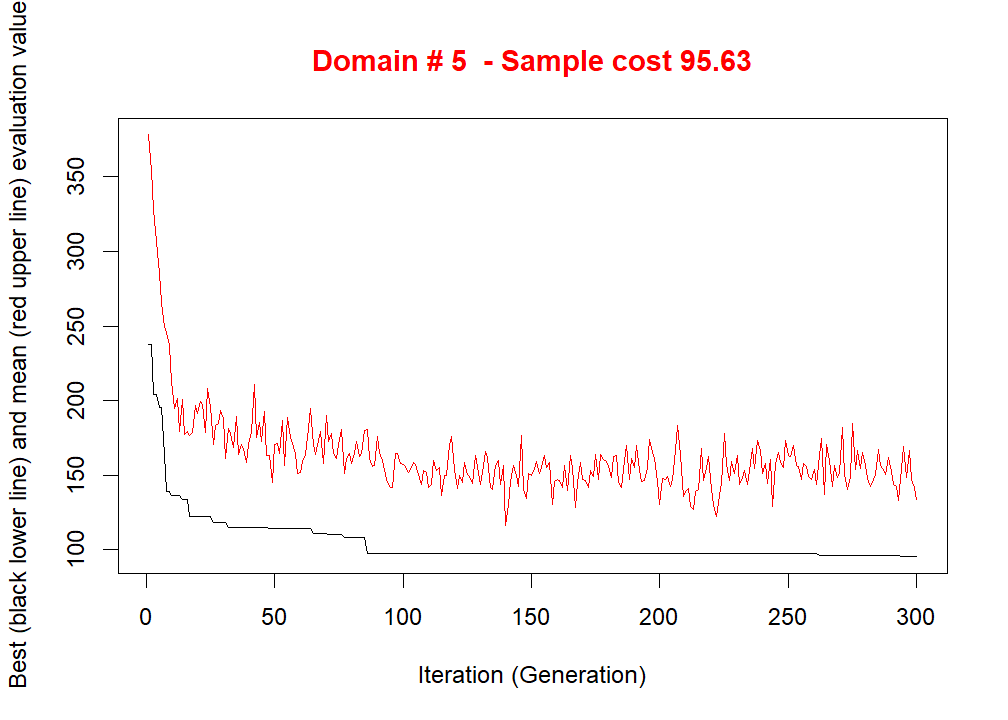 Domain # 5  - Sample cost 95.63
Best (black lower line) and mean (red upper line) evaluation value
350
300
250
200
150
100
0 50 100 150 200 250 300
Iteration (Generation)